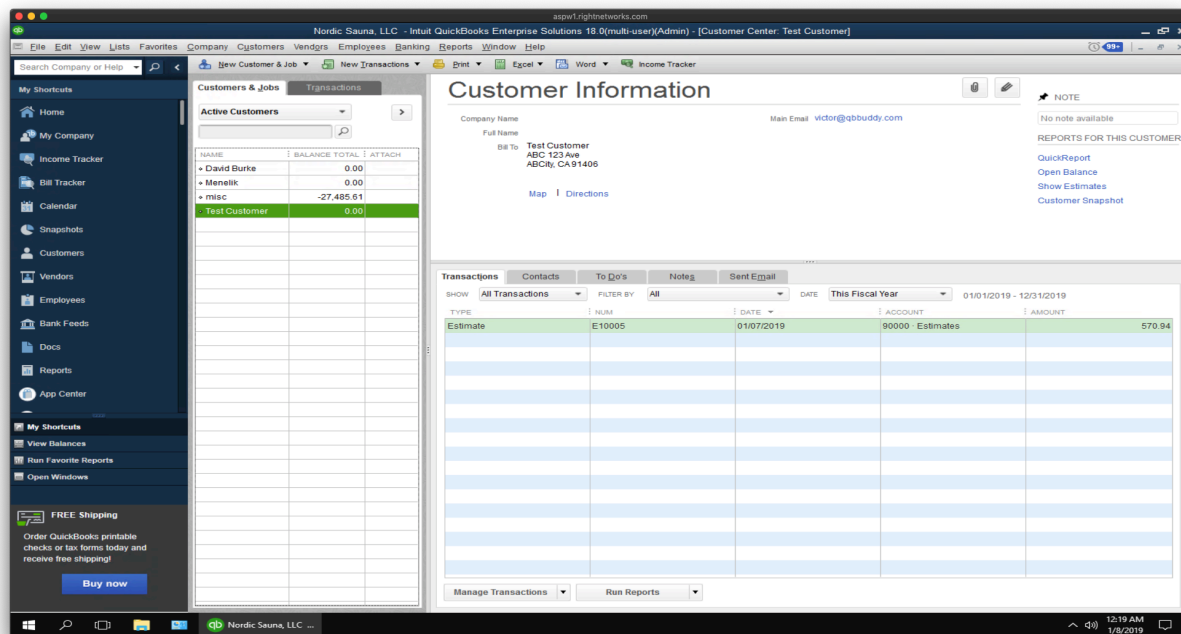 aspw1.rightnetworks.com
Nordic Sauna, LLC - Intuit QuickBooks Enterprise Solutions 18.0(multi-user)(Admin) - [Customer Center: Test Customer]
File Edit View Lists Favorites Company Customers Vendors Employees Banking Reports Window Help
99+
Search Company or Help
New Customer & Job
New Transactions
Print
Excel
Word
Income Tracker
My Shortcuts
Home
My Company
Income Tracker
Bill Tracker
Calendar
Snapshots
Customers
Vendors
Employees
Bank Feeds
Docs
Reports
App Center
My Shortcuts
View Balances
Run Favorite Reports
Open Windows
FREE Shipping
Order QuickBooks printable
checks or tax forms today and
receive free shipping!
Buy now
Customers & Jobs Transactions
Active Customers
NAME BALANCE TOTAL ATTACH
David Burke 0.00
Menelik 0.00
misc -27,485.61
Test Customer 0.00
Customer Information
Company Name
Full Name
Bill To Test Customer
ABC 123 Ave
ABCity, CA 91406
Map | Directions
Main Email victor@qbbuddy.com
NOTE
No note available
REPORTS FOR THIS CUSTOMER
QuickReport
Open Balance
Show Estimates
Customer Snapshot
Transactions Contacts To Do's Notes Sent Email
SHOW All Transactions FILTER BY All DATE This Fiscal Year 01/01/2019 - 12/31/2019
TYPE NUM DATE ACCOUNT AMOUNT
Estimate E10005 01/07/2019 90000 · Estimates 570.94
Manage Transactions Run Reports
qb Nordic Sauna, LLC ...
12:19 AM
1/8/2019